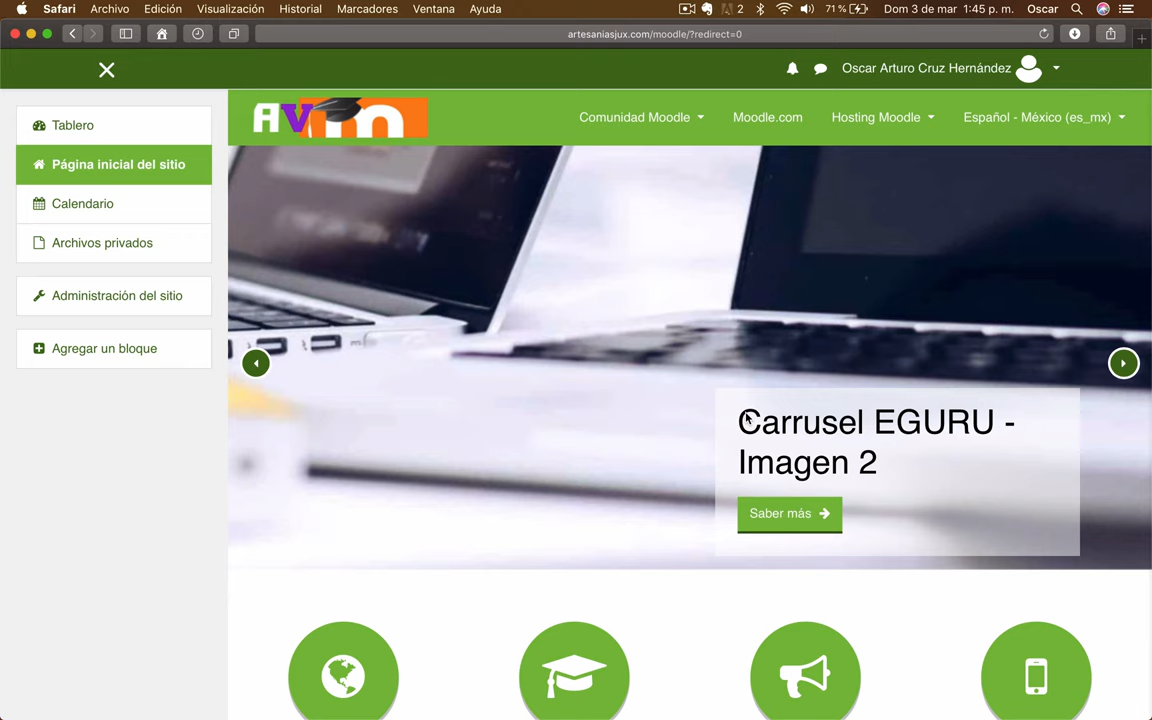 Safari Archivo Edición Visualización Historial Marcadores Ventana Ayuda 2 71% Dom 3 de mar 1:45 p. m. Oscar
artesaniasjux.com/moodle/?redirect=0
Oscar Arturo Cruz Hernández
Tablero
Página inicial del sitio
Calendario
Archivos privados
Administración del sitio
Agregar un bloque
AVim Comunidad Moodle Moodle.com Hosting Moodle Español - México (es_mx)
Carrusel EGURU -
Imagen 2
Saber más